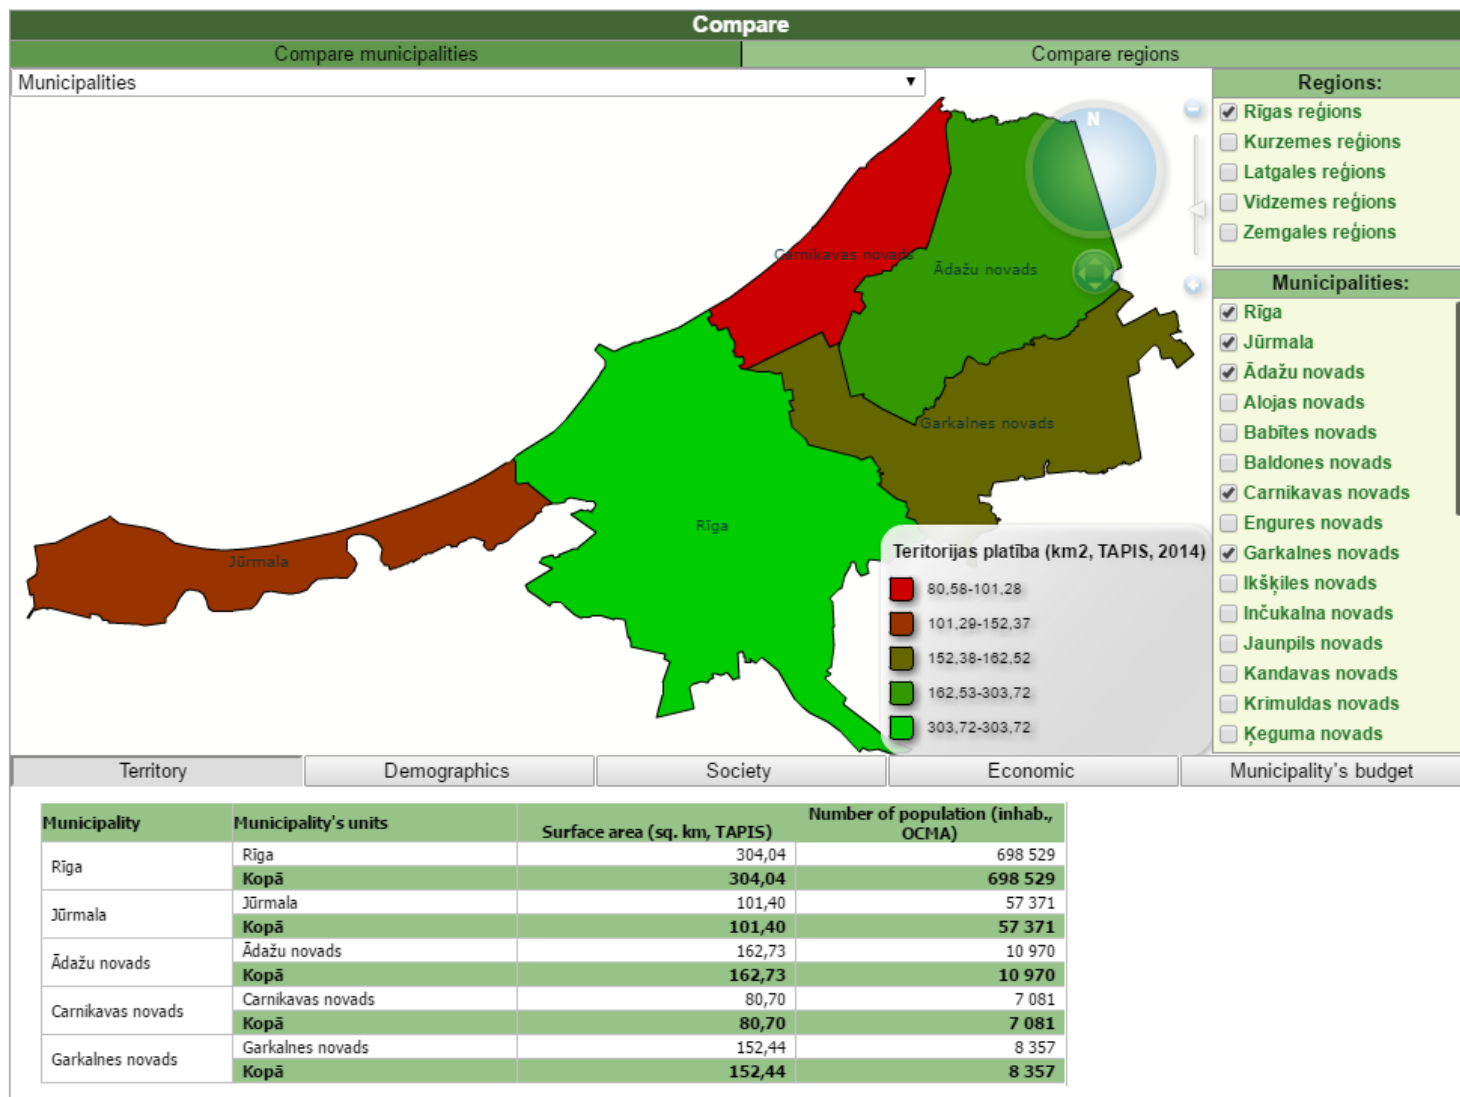 Compare
Compare municipalities
Compare regions
Municipalities
Regions:
Rīgas reģions
Kurzemes reģions
Latgales reģions
Vidzemes reģions
Zemgales reģions
Municipalities:
Rīga
Jūrmala
Ādažu novads
Alojas novads
Babītes novads
Baldones novads
Carnikavas novads
Engures novads
Garkalnes novads
Ikšķiles novads
Inčukalna novads
Jaunpils novads
Kandavas novads
Krimuldas novads
Ķeguma novads
N
Carnikavas novads
Ādažu novads
Garkalnes novads
Rīga
Jūrmala
Teritorijas platība (km2, TAPIS, 2014)
80,58-101,28
101,29-152,37
152,38-162,52
162,53-303,72
303,72-303,72
Territory
Demographics
Society
Economic
Municipality's budget
Municipality Municipality's units Surface area (sq. km, TAPIS) Number of population (inhab., OCMA)
Rīga Rīga 304,04 698 529
Kopā 304,04 698 529
Jūrmala Jūrmala 101,40 57 371
Kopā 101,40 57 371
Ādažu novads Ādažu novads 162,73 10 970
Kopā 162,73 10 970
Carnikavas novads Carnikavas novads 80,70 7 081
Kopā 80,70 7 081
Garkalnes novads Garkalnes novads 152,44 8 357
Kopā 152,44 8 357